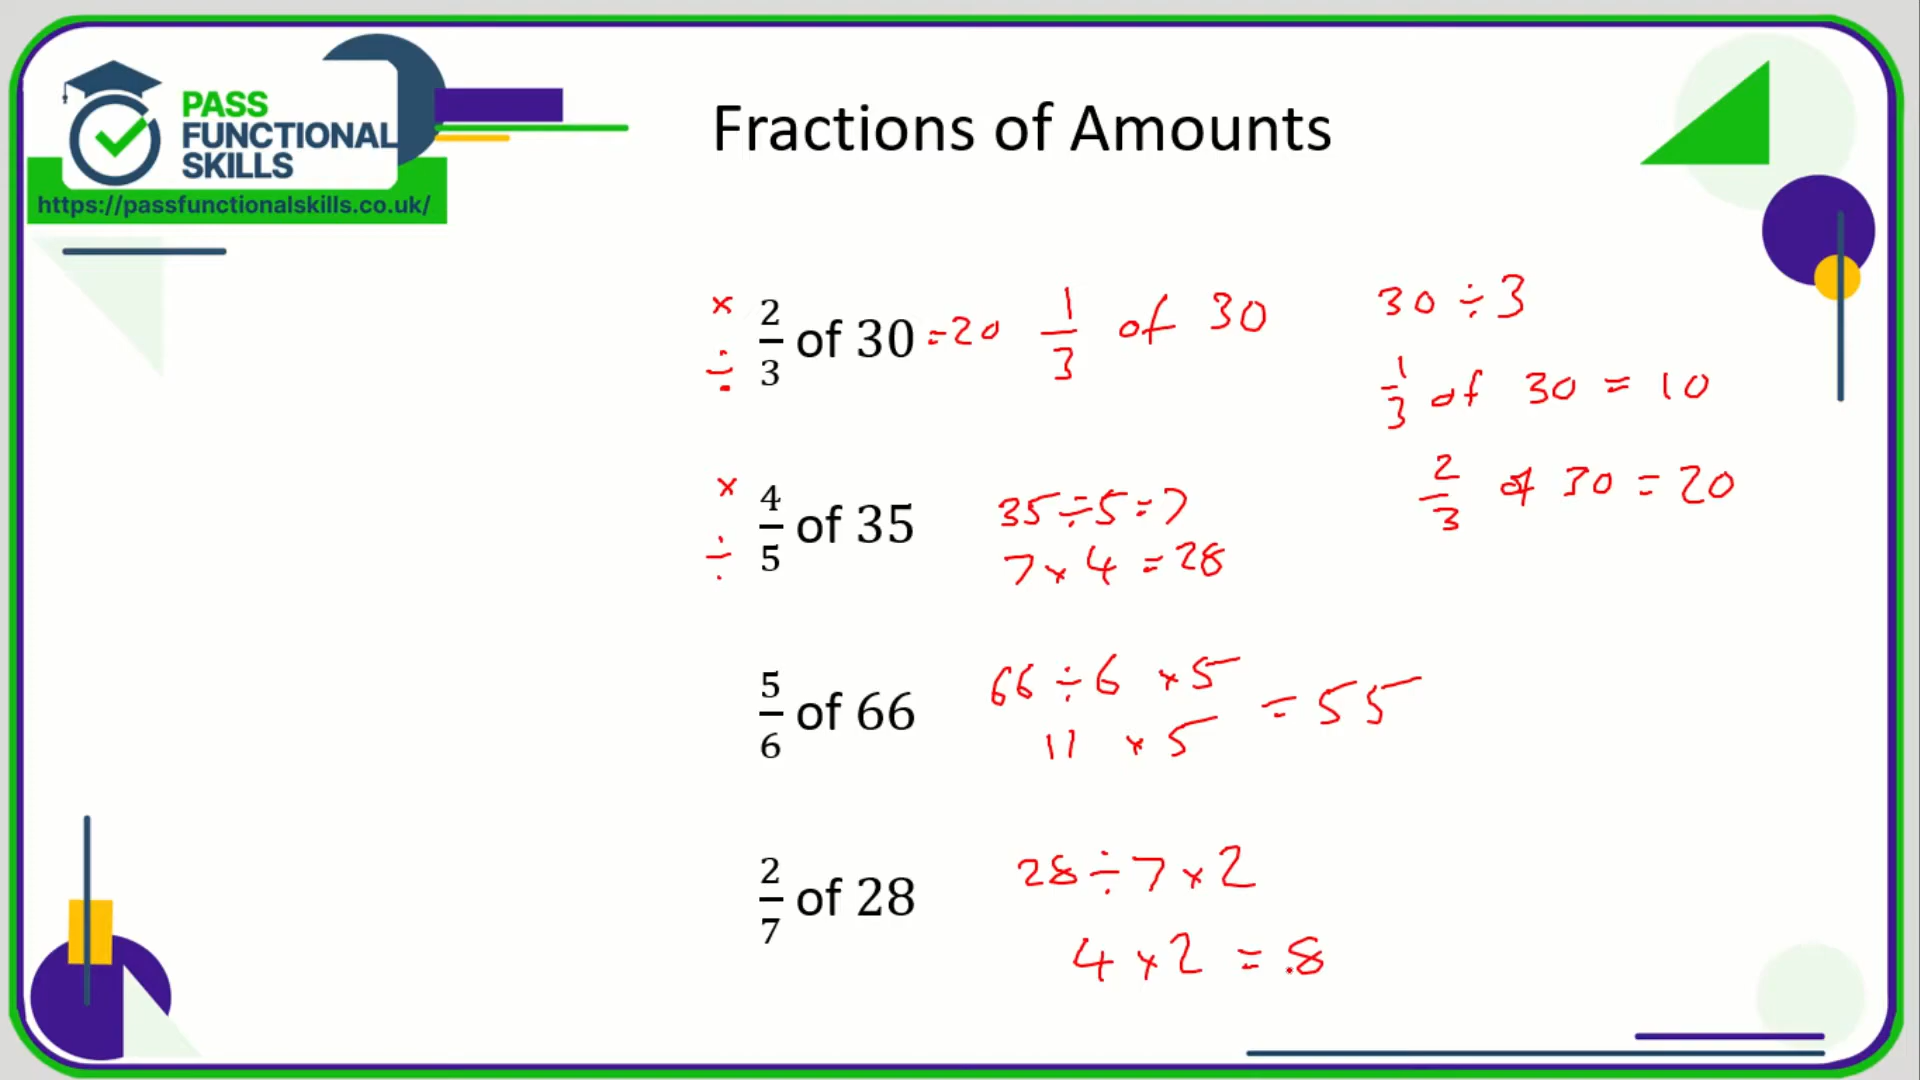 PASS
FUNCTIONAL
SKILLS
https://passfunctionalskills.co.uk/
Fractions of Amounts
× 2/3 of 30 =20 1/3 of 30 30 ÷ 3
÷
1/3 of 30 = 10
2/3 of 30 = 20
× 4/5 of 35 35÷5=7
÷ 7×4 =28
5/6 of 66 66÷6 ×5 = 55
11 ×5
2/7 of 28 28÷7×2
4×2 = 8